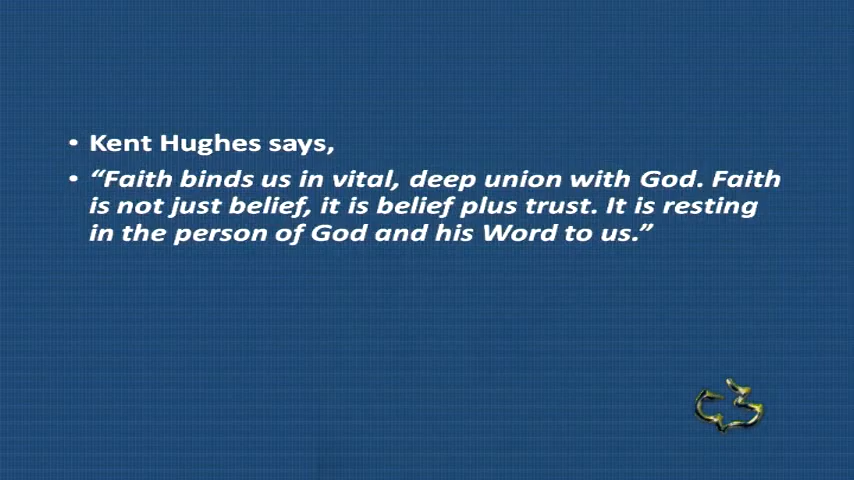 • Kent Hughes says,
• “Faith binds us in vital, deep union with God. Faith
is not just belief, it is belief plus trust. It is resting
in the person of God and his Word to us.”
C3